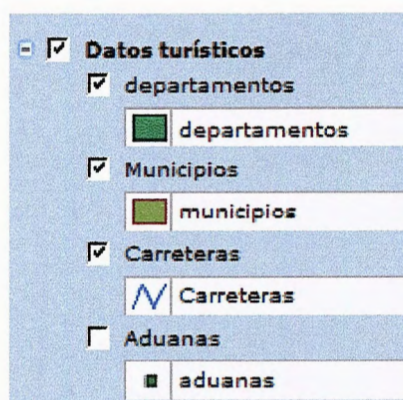 Datos turísticos
departamentos
departamentos
Municipios
municipios
Carreteras
Carreteras
Aduanas
aduanas